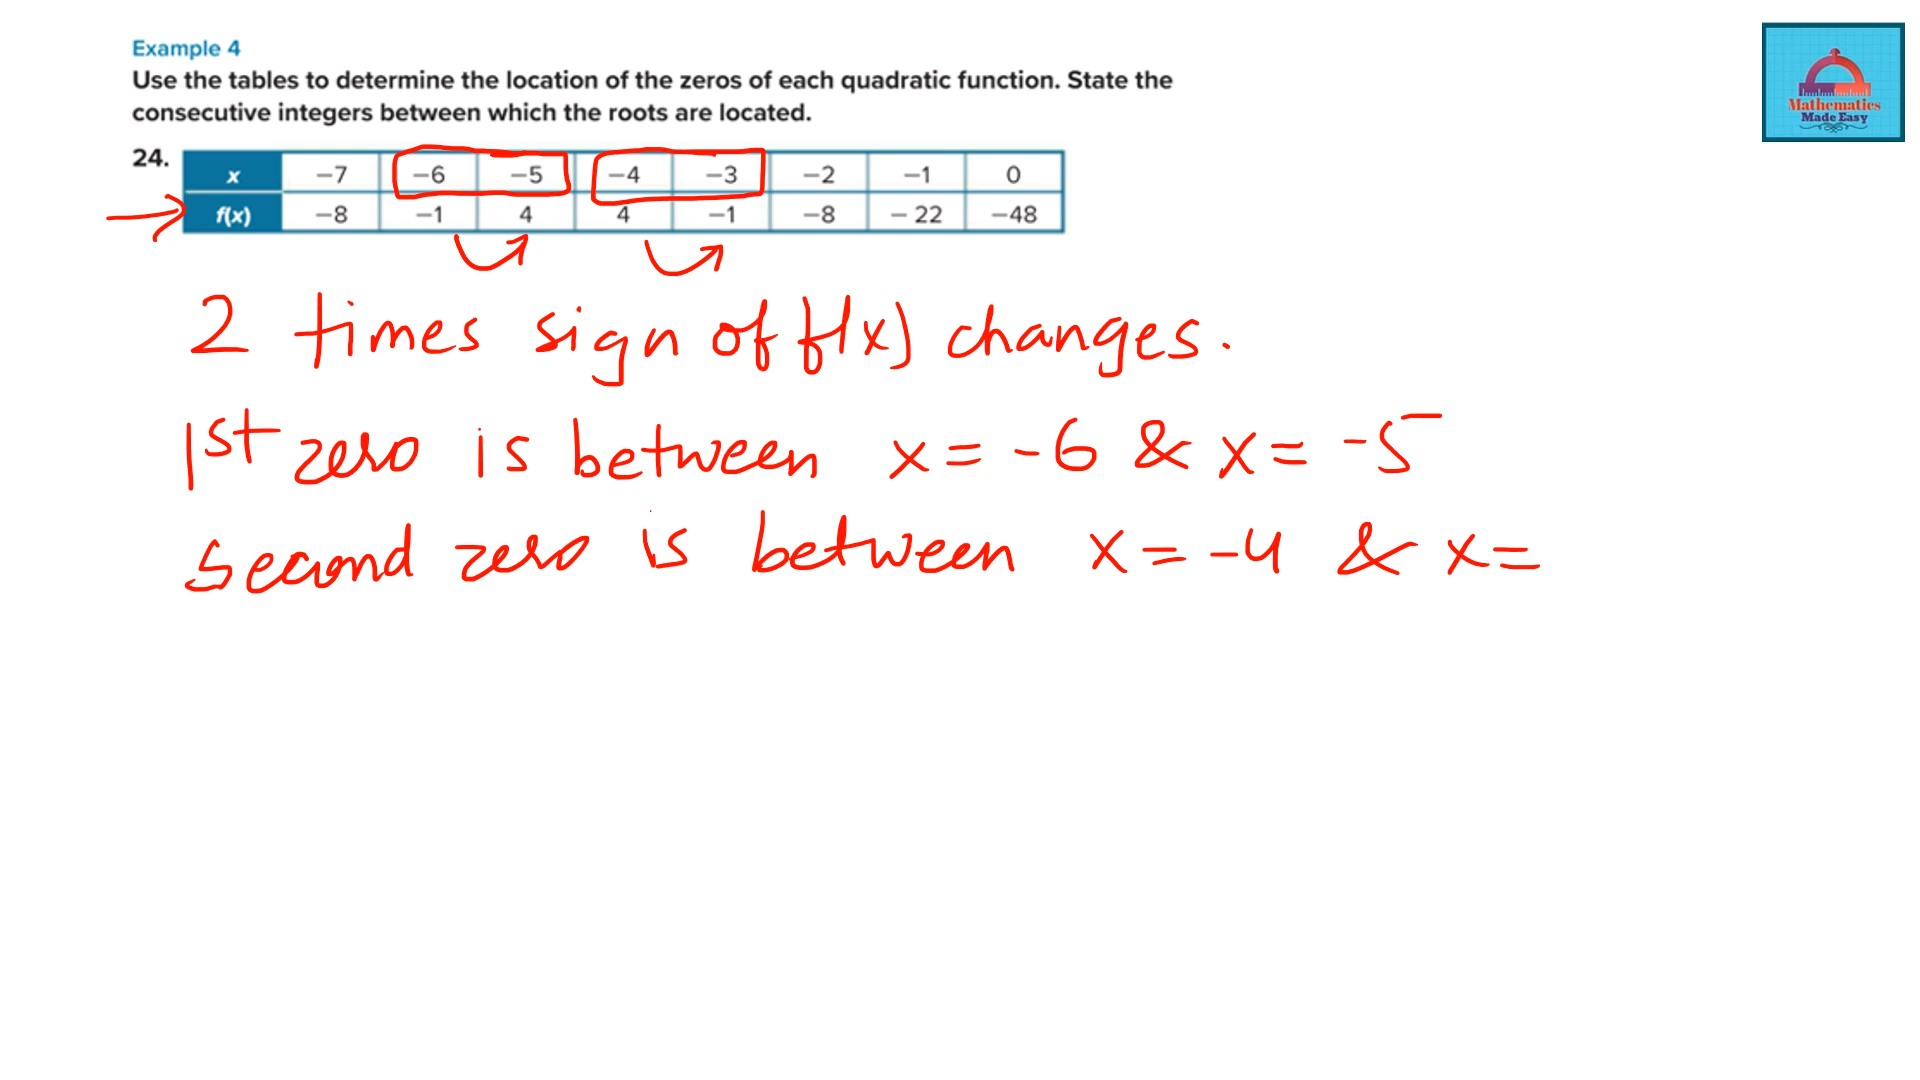 Example 4
Use the tables to determine the location of the zeros of each quadratic function. State the
consecutive integers between which the roots are located.
24.
x −7 −6 −5 −4 −3 −2 −1 0
f(x) −8 −1 4 4 −1 −8 − 22 −48
2 times sign of f(x) changes.
1st zero is between x = -6 & x = -5
second zero is between x = -4 & x =
Mathematics
Made Easy